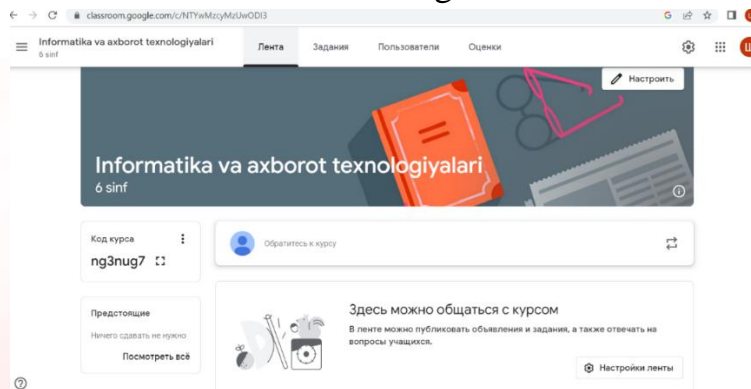 classroom.google.com/c/NTYwMzcyMzUwODI3
Informatika va axborot texnologiyalari
6 sinf
Лента Задания Пользователи Оценки
Настроить
Informatika va axborot texnologiyalari
6 sinf
Код курса
ng3nug7
Обратитесь к курсу
Предстоящие
Ничего сдавать не нужно
Посмотреть всё
Здесь можно общаться с курсом
В ленте можно публиковать объявления и задания, а также отвечать на
вопросы учащихся.
Настройки ленты